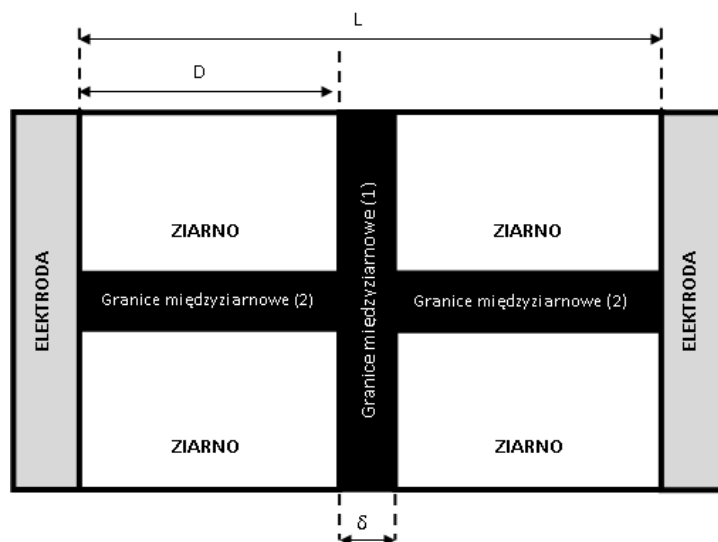 L
D
ELEKTRODA
ZIARNO
Granice międzyziarnowe (1)
ZIARNO
ELEKTRODA
Granice międzyziarnowe (2)
Granice międzyziarnowe (2)
ZIARNO
ZIARNO
δ